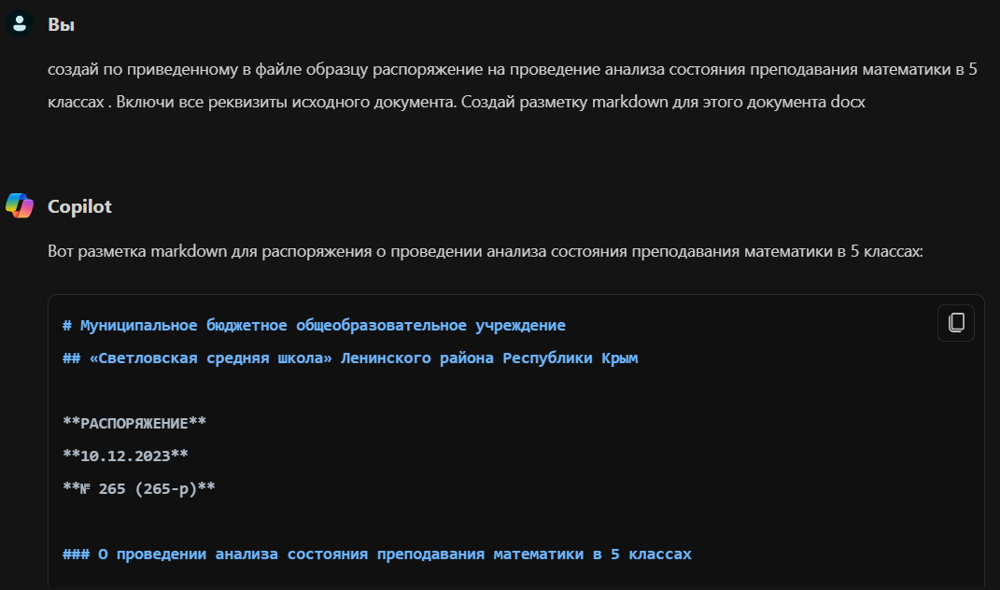 Вы
создай по приведенному в файле образцу распоряжение на проведение анализа состояния преподавания математики в 5
классах . Включи все реквизиты исходного документа. Создай разметку markdown для этого документа docx
Copilot
Вот разметка markdown для распоряжения о проведении анализа состояния преподавания математики в 5 классах:
# Муниципальное бюджетное общеобразовательное учреждение
## «Светловская средняя школа» Ленинского района Республики Крым
**РАСПОРЯЖЕНИЕ**
**10.12.2023**
**№ 265 (265-р)**
### О проведении анализа состояния преподавания математики в 5 классах